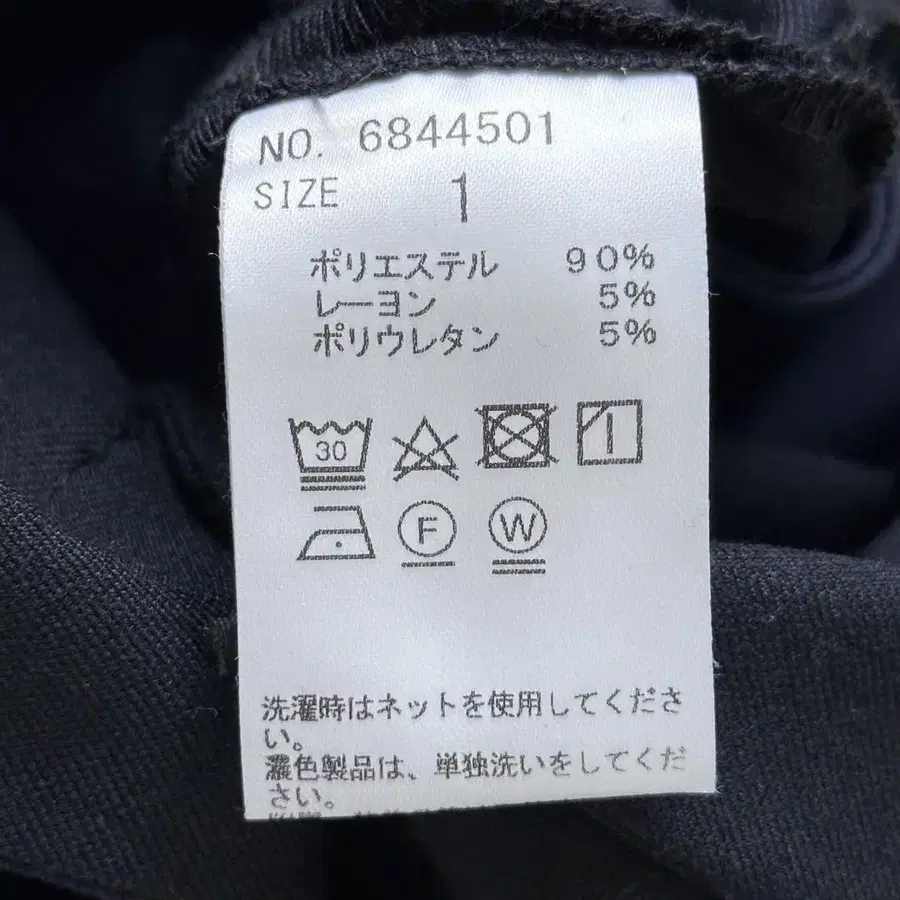 NO. 6844501
SIZE 1
ポリエステル 90%
レーヨン 5%
ポリウレタン 5%
30
F W
洗濯時はネットを使用してくださ
い。
濃色製品は、単独洗いをしてくだ
さい。